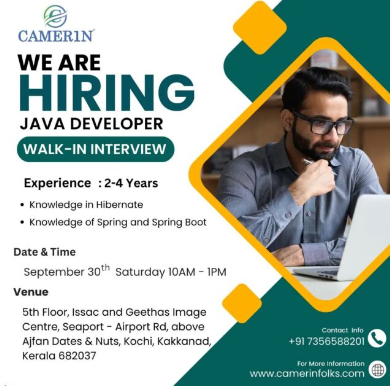 CAMERIN
WE ARE
HIRING
JAVA DEVELOPER
WALK-IN INTERVIEW
Experience : 2-4 Years
• Knowledge in Hibernate
• Knowledge of Spring and Spring Boot
Date & Time
September 30th Saturday 10AM - 1PM
Venue
5th Floor, Issac and Geethas Image
Centre, Seaport - Airport Rd, above
Ajfan Dates & Nuts, Kochi, Kakkanad,
Kerala 682037
Contact Info
+91 7356588201
For More Information
www.camerinfolks.com